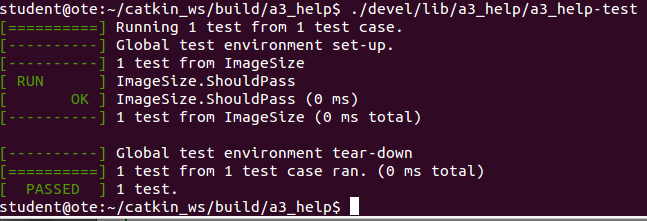 student@ote:~/catkin_ws/build/a3_help$ ./devel/lib/a3_help/a3_help-test
[==========] Running 1 test from 1 test case.
[----------] Global test environment set-up.
[----------] 1 test from ImageSize
[ RUN      ] ImageSize.ShouldPass
[       OK ] ImageSize.ShouldPass (0 ms)
[----------] 1 test from ImageSize (0 ms total)
[----------] Global test environment tear-down
[==========] 1 test from 1 test case ran. (0 ms total)
[  PASSED  ] 1 test.
student@ote:~/catkin_ws/build/a3_help$